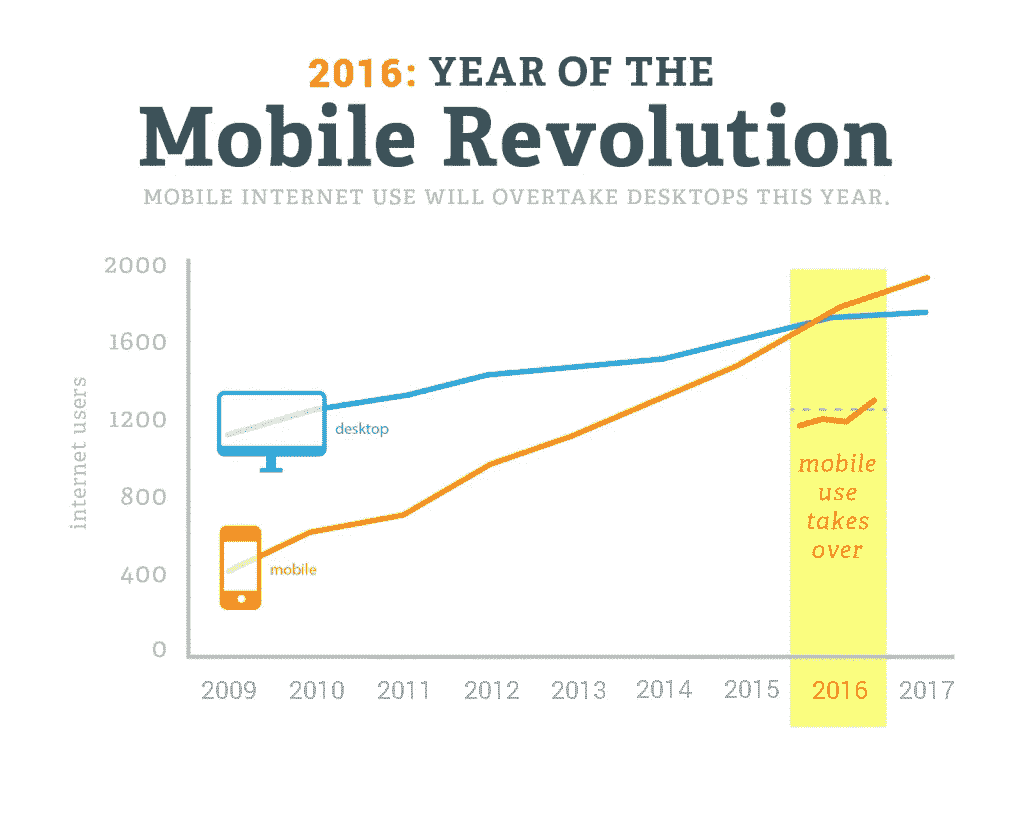 2016: YEAR OF THE
Mobile Revolution
MOBILE INTERNET USE WILL OVERTAKE DESKTOPS THIS YEAR.
2000
1600
1200
800
400
0
internet users
desktop
mobile
mobile
use
takes
over
2009 2010 2011 2012 2013 2014 2015 2016 2017